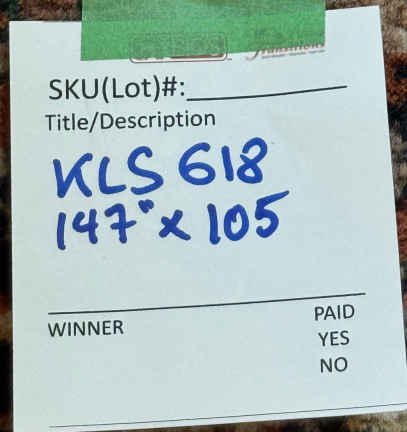 SKU(Lot)#:
Title/Description
KLS 618
147" x 105
WINNER
PAID
YES
NO